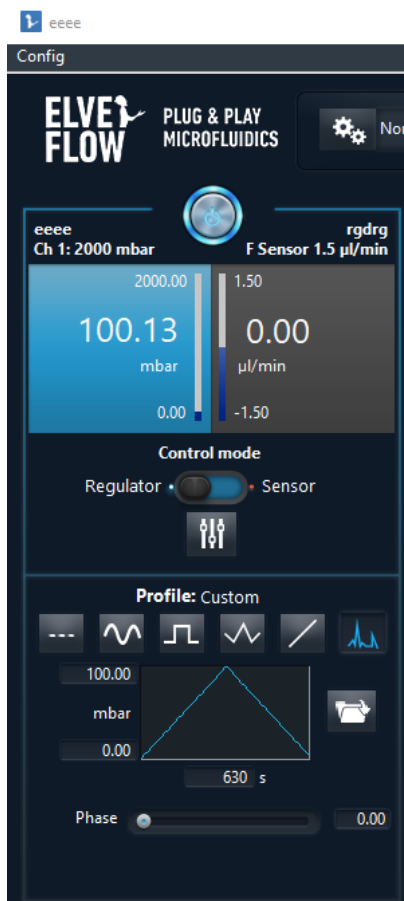 eeee
Config
ELVE
FLOW
PLUG & PLAY
MICROFLUIDICS
eeee
Ch 1: 2000 mbar
rgdrg
F Sensor 1.5 µl/min
2000.00
100.13
mbar
0.00
1.50
0.00
µl/min
-1.50
Control mode
Regulator
Sensor
Profile: Custom
100.00
mbar
0.00
630 s
Phase
0.00